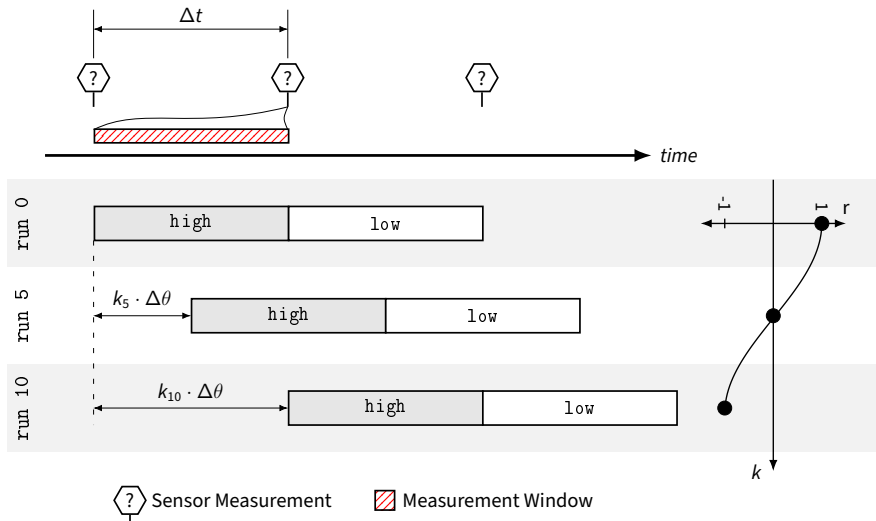 Δt
? ? ?
time
run 0
high low
-1 1 r
run 5
k₅ · Δθ
high low
run 10
k₁₀ · Δθ
high low
k
? Sensor Measurement Measurement Window